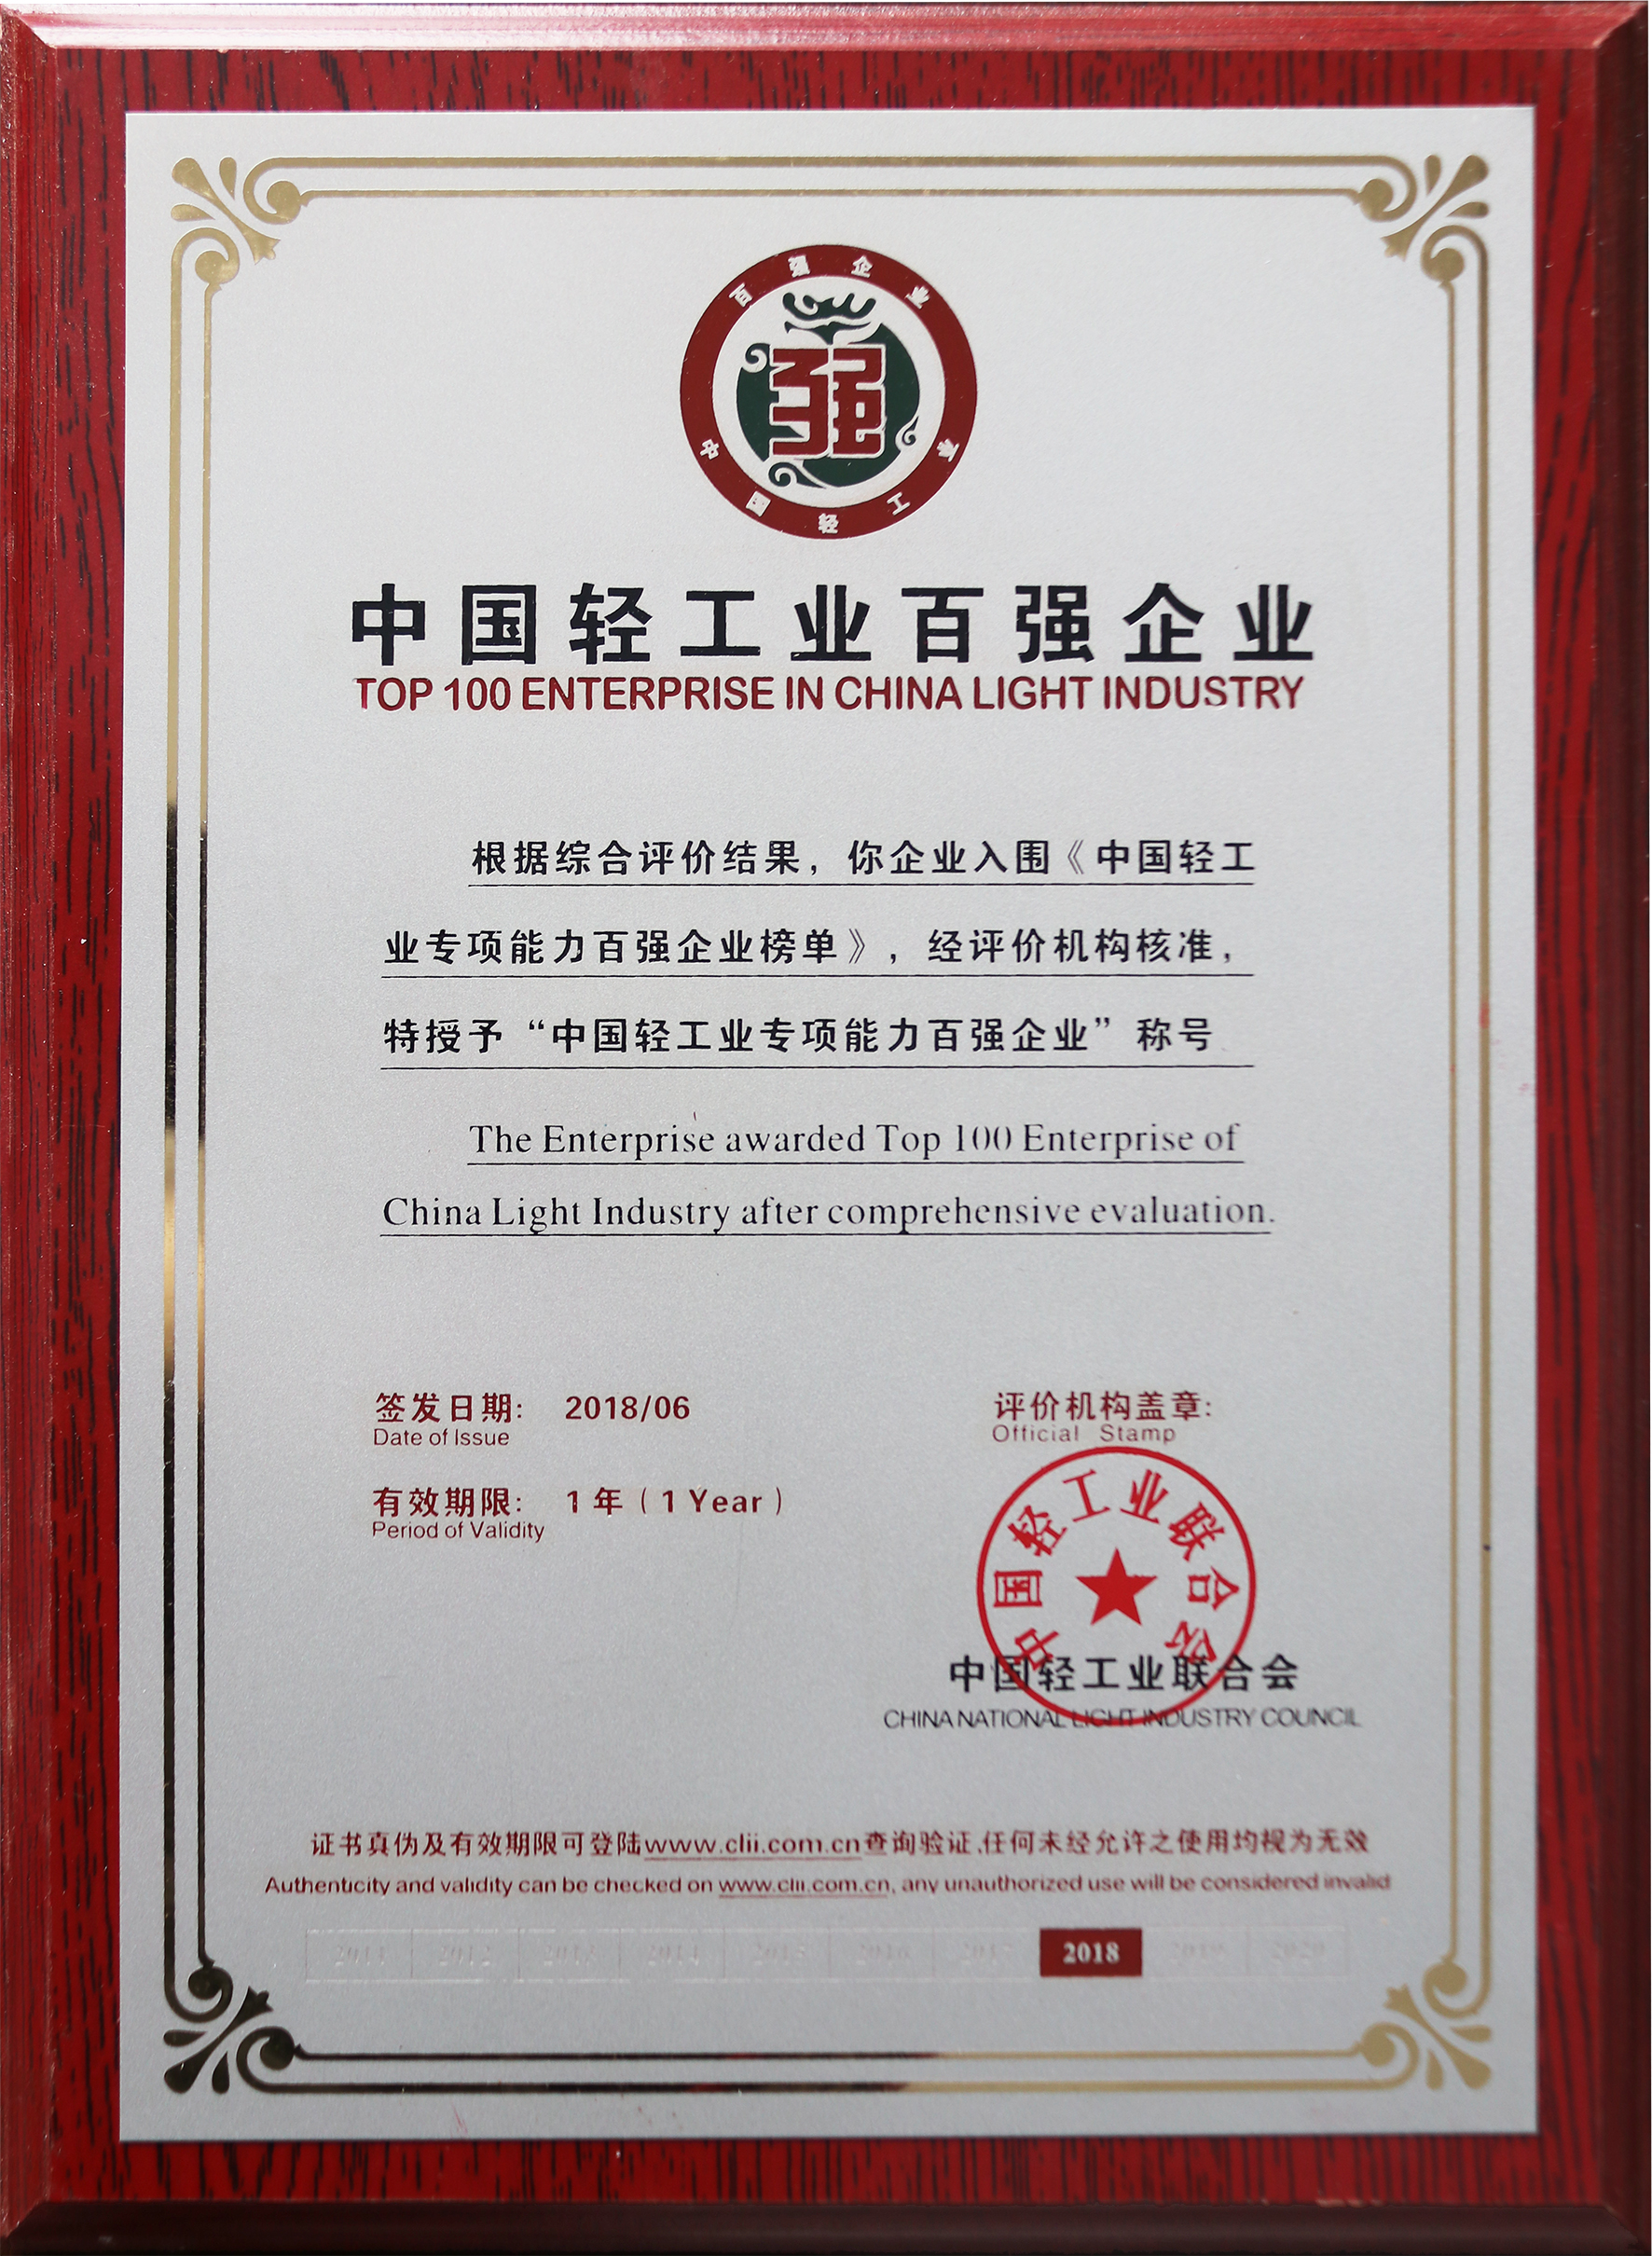 中国轻工业百强企业
强
中国轻工业百强企业
TOP 100 ENTERPRISE IN CHINA LIGHT INDUSTRY
根据综合评价结果，你企业入围《中国轻工
业专项能力百强企业榜单》，经评价机构核准，
特授予“中国轻工业专项能力百强企业”称号
The Enterprise awarded Top 100 Enterprise of
China Light Industry after comprehensive evaluation.
签发日期: 2018/06
Date of Issue
有效期限: 1 年 ( 1 Year )
Period of Validity
评价机构盖章:
Official Stamp
中国轻工业联合会
中国轻工业联合会
CHINA NATIONAL LIGHT INDUSTRY COUNCIL
证书真伪及有效期限可登陆www.clii.com.cn查询验证,任何未经允许之使用均视为无效
Authenticity and validity can be checked on www.clii.com.cn, any unauthorized use will be considered invalid
2011 2012 2013 2014 2015 2016 2017 2018 2019 2020